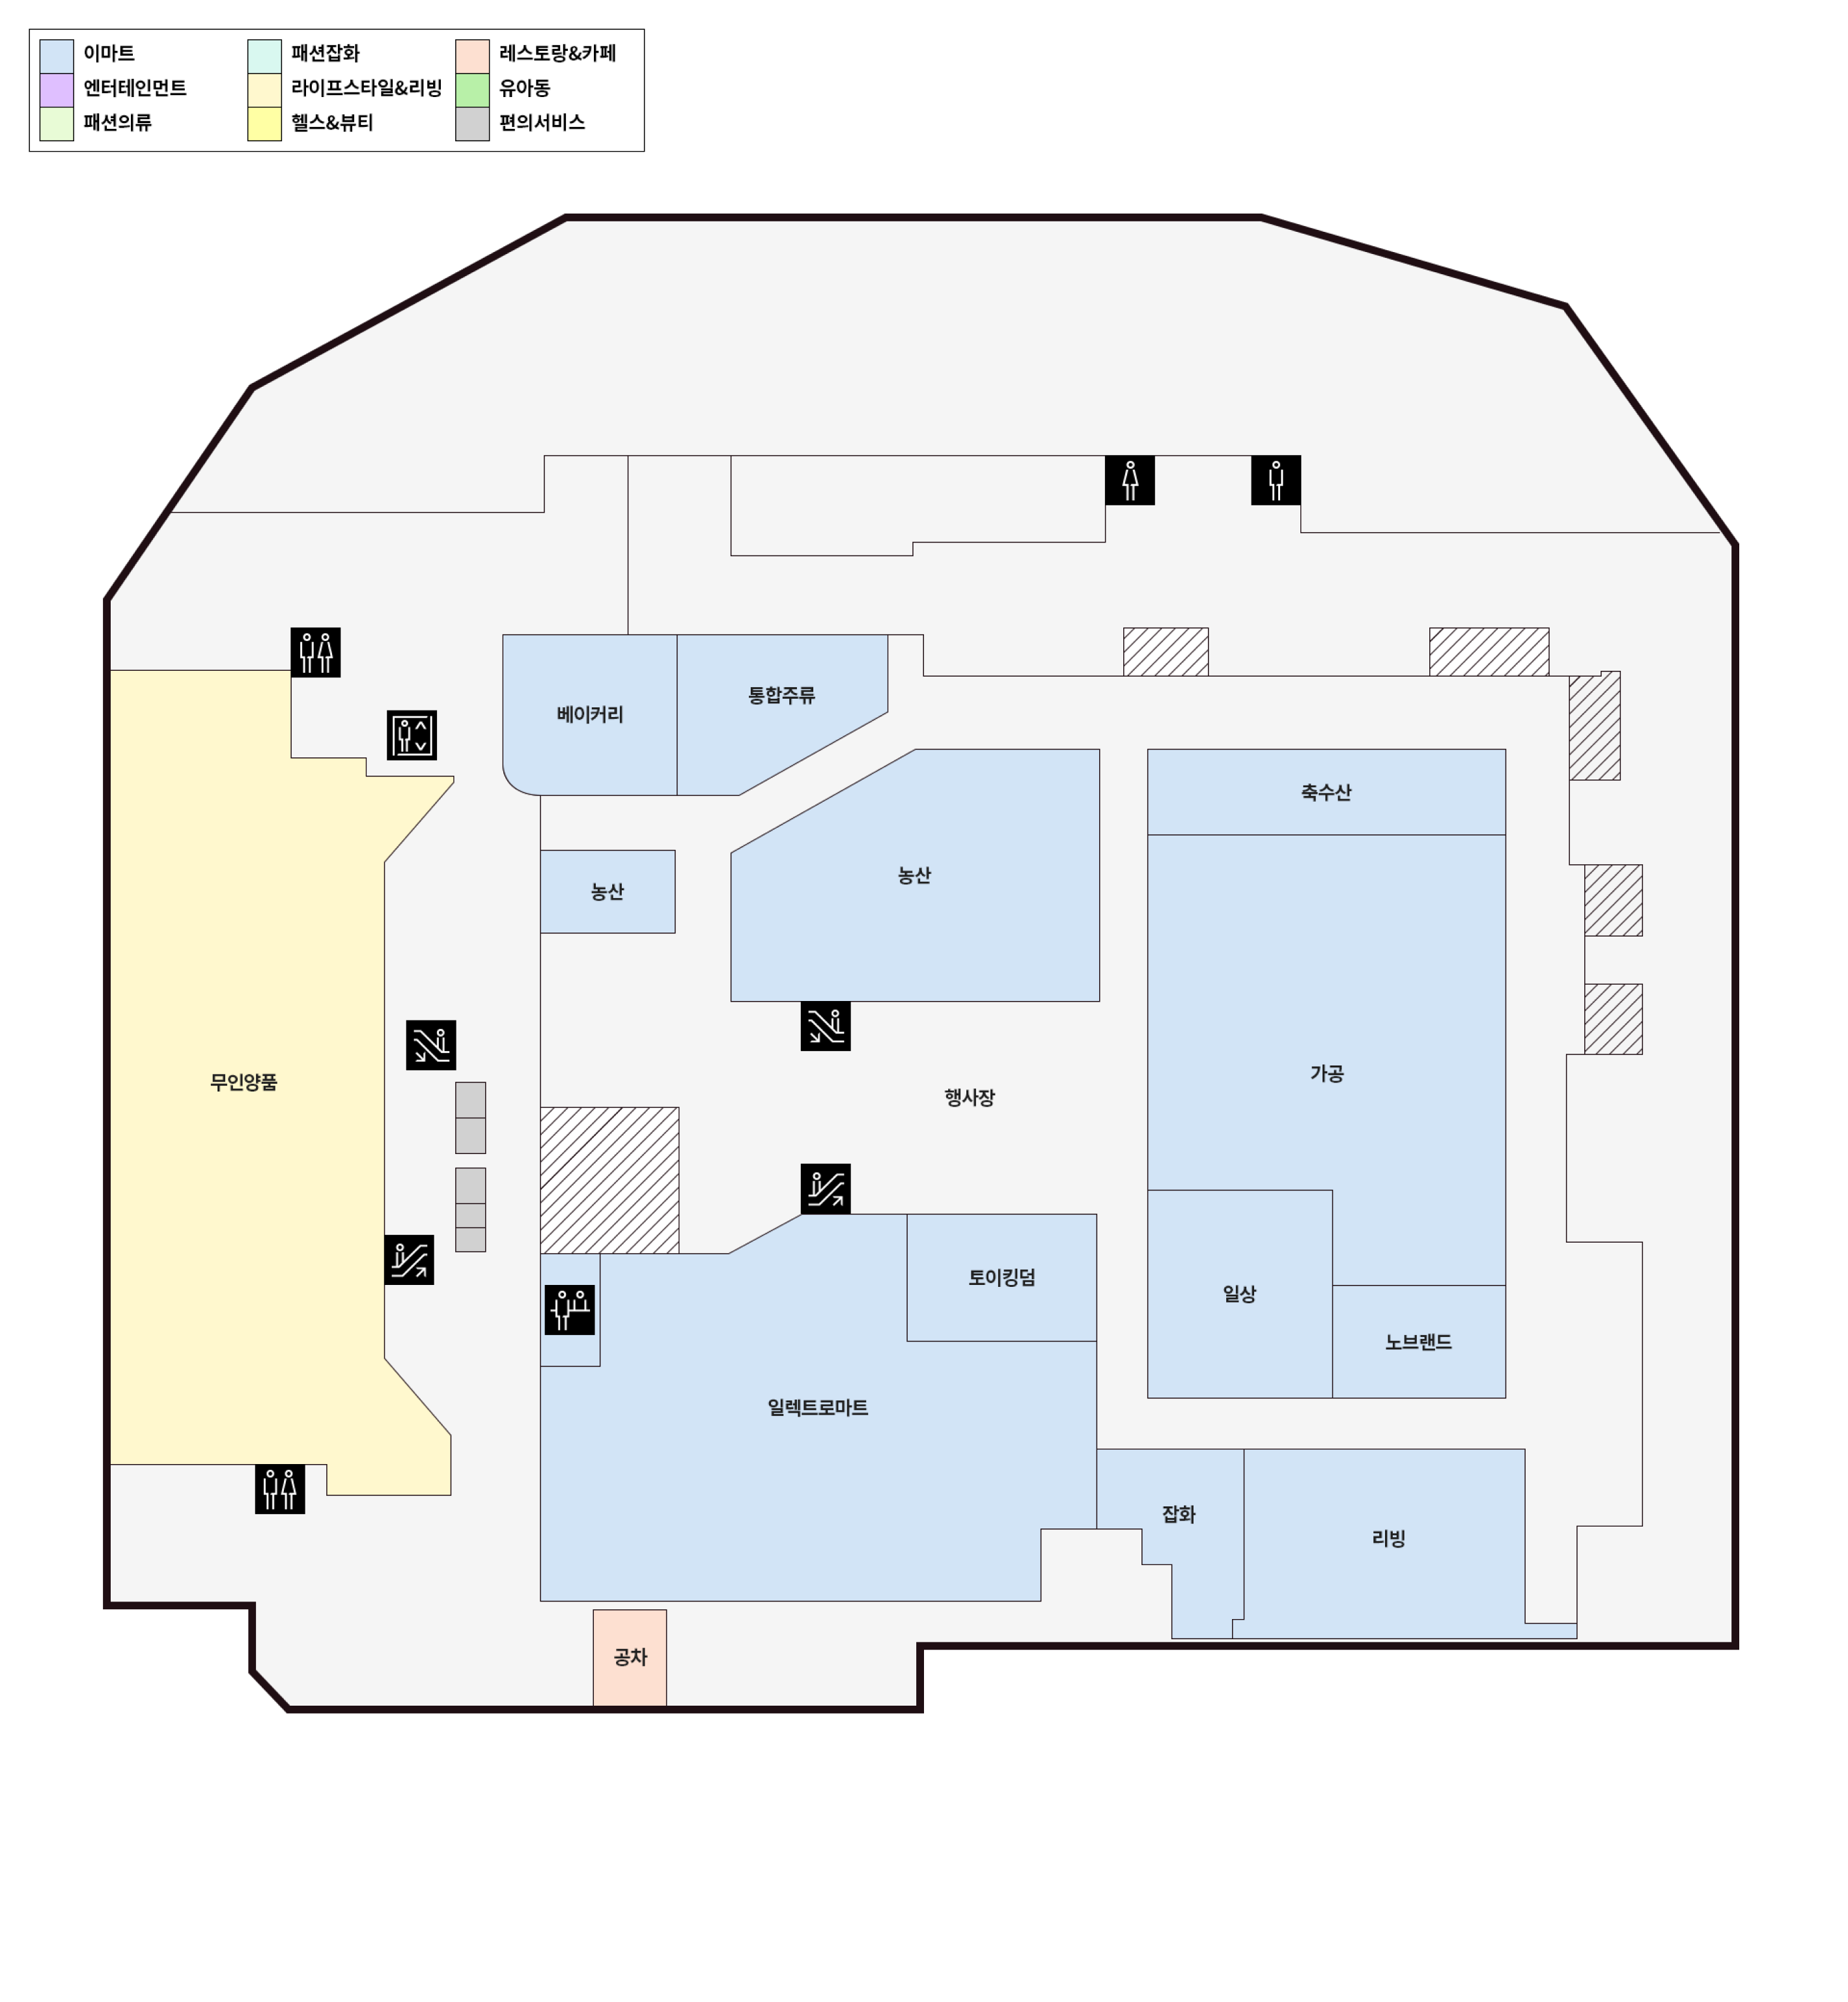 이마트
패션잡화
레스토랑&카페
엔터테인먼트
라이프스타일&리빙
유아동
패션의류
헬스&뷰티
편의서비스
통합주류
베이커리
축수산
농산
농산
가공
무인양품
행사장
토이킹덤
일상
노브랜드
일렉트로마트
잡화
리빙
공차